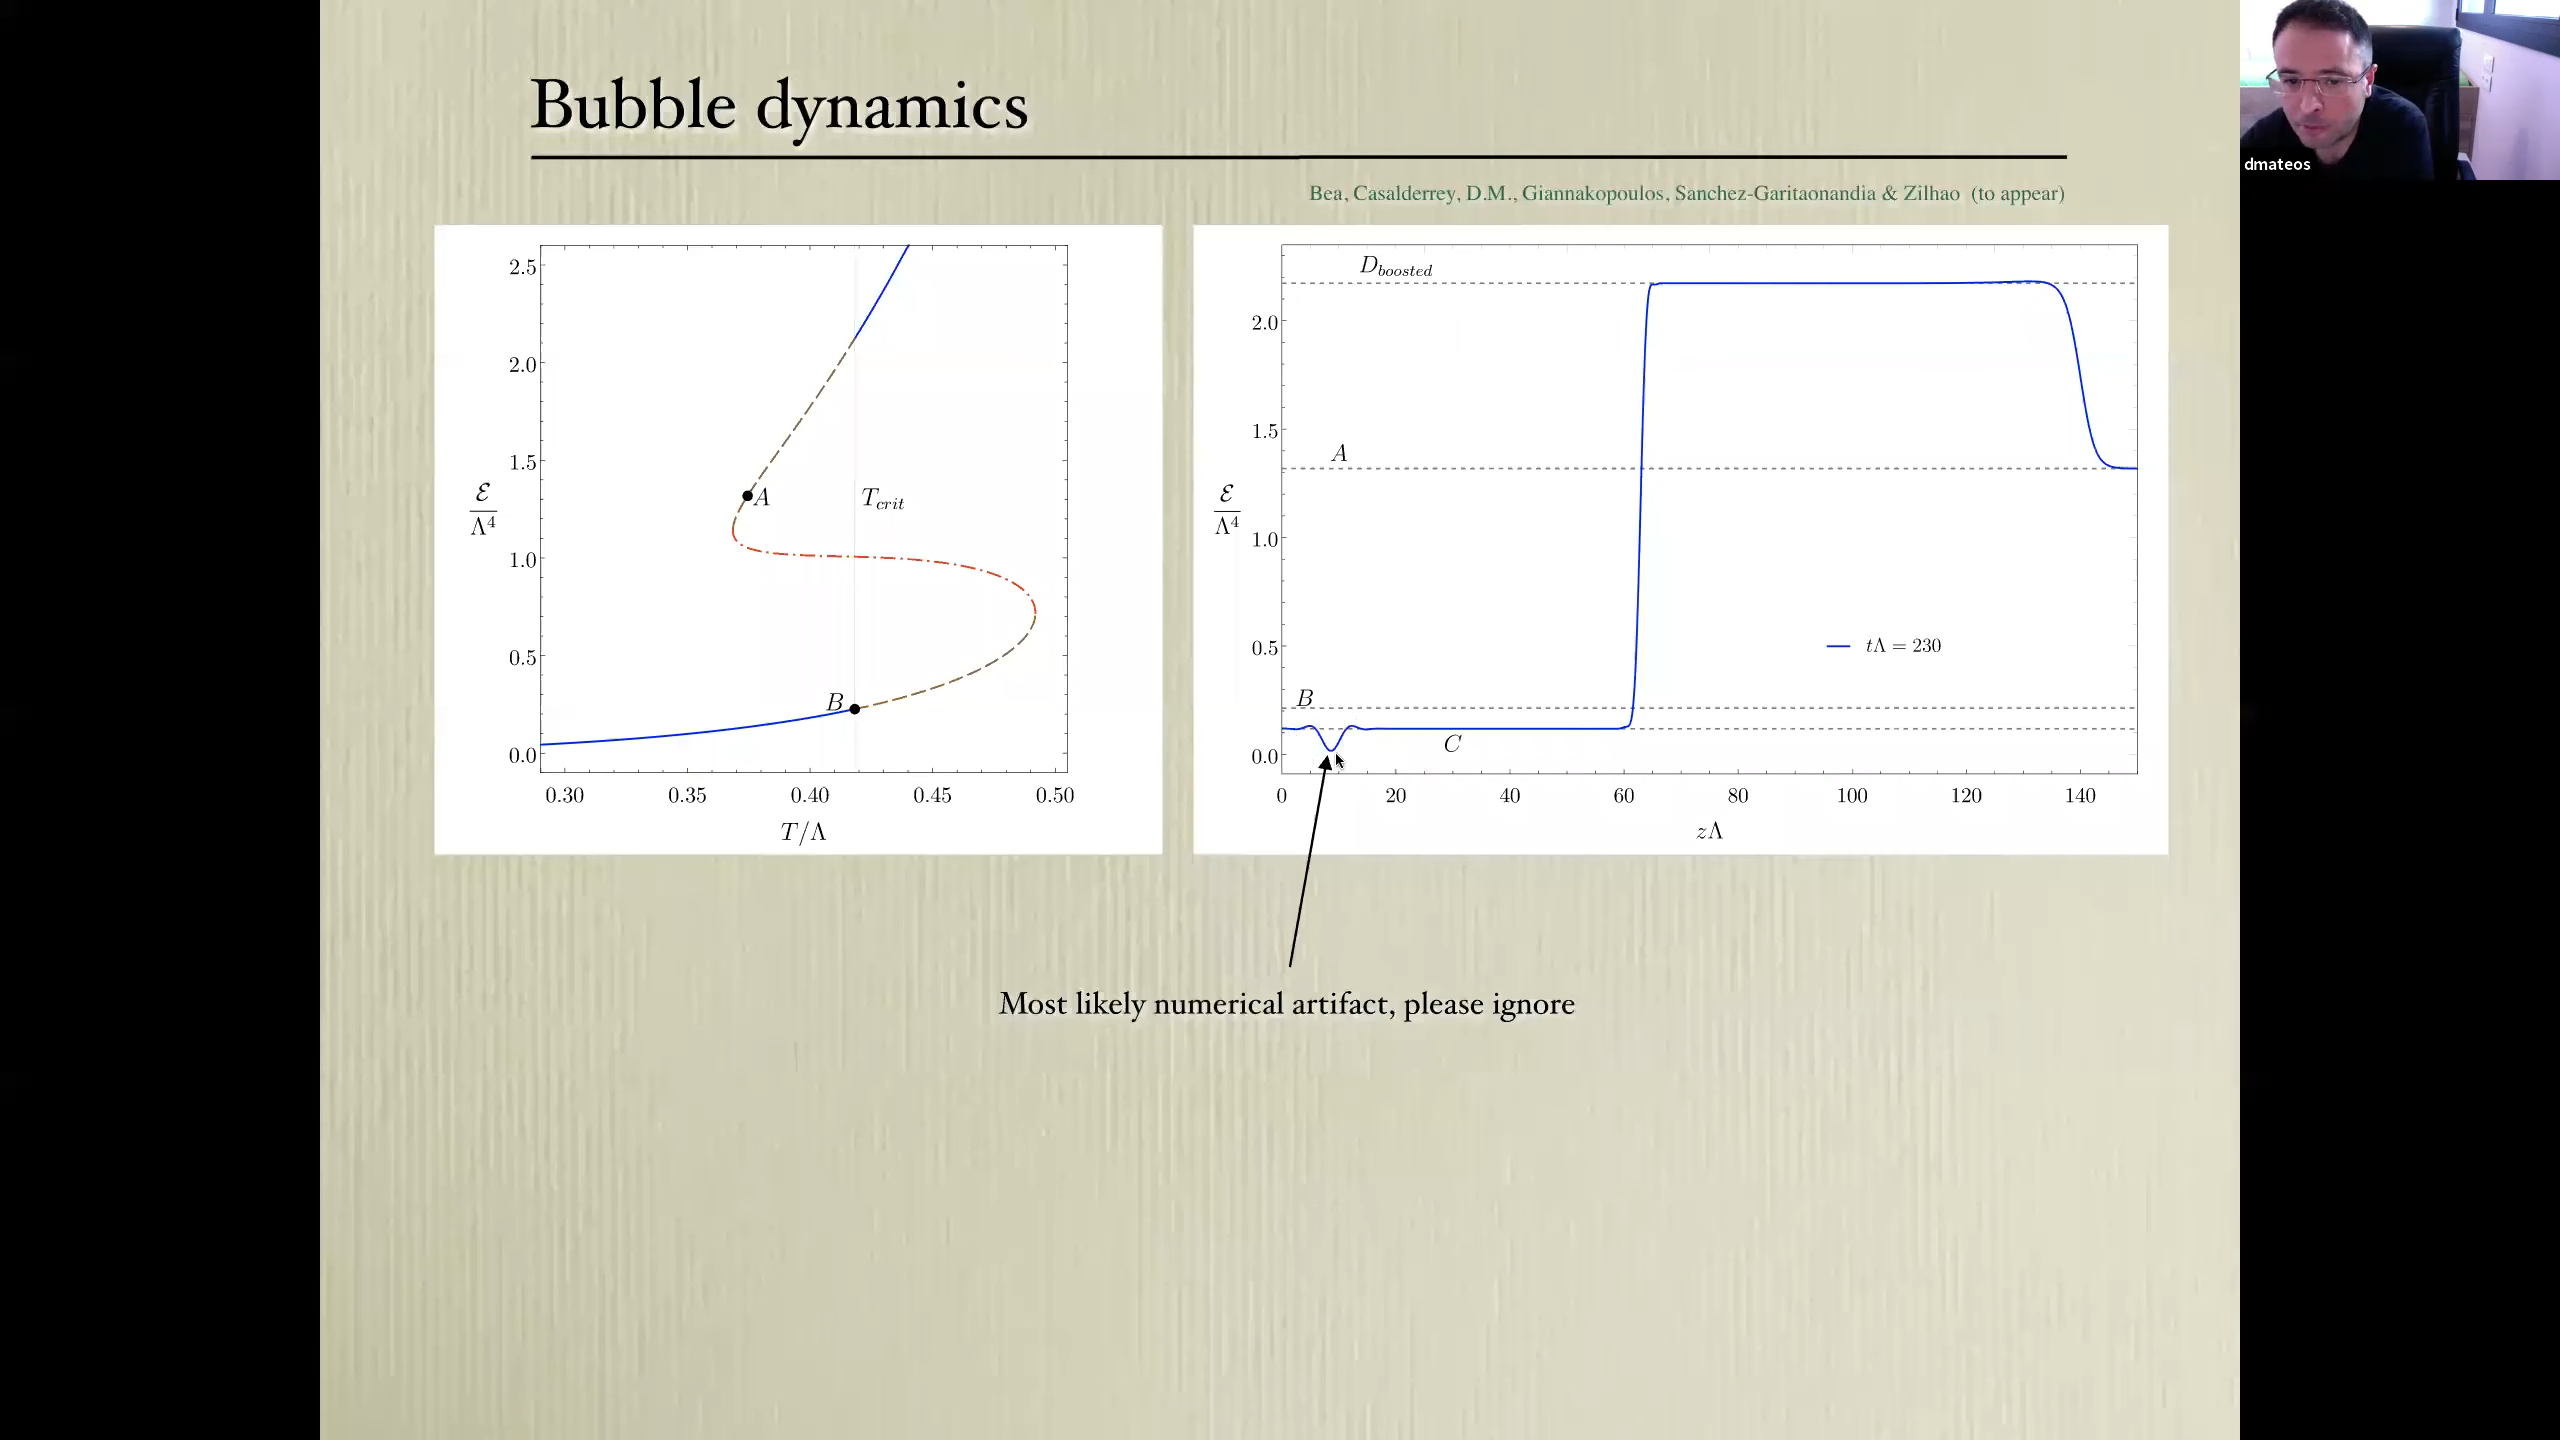 Bubble dynamics
Bea, Casalderrey, D.M., Giannakopoulos, Sanchez-Garitaonandia & Zilhao (to appear)
2.5
2.0
1.5
1.0
0.5
0.0
ℰ
Λ⁴
A
T_crit
B
0.30 0.35 0.40 0.45 0.50
T/Λ
D_boosted
2.0
1.5
1.0
0.5
0.0
ℰ
Λ⁴
A
tΛ = 230
B
C
0 20 40 60 80 100 120 140
zΛ
Most likely numerical artifact, please ignore
dmateos